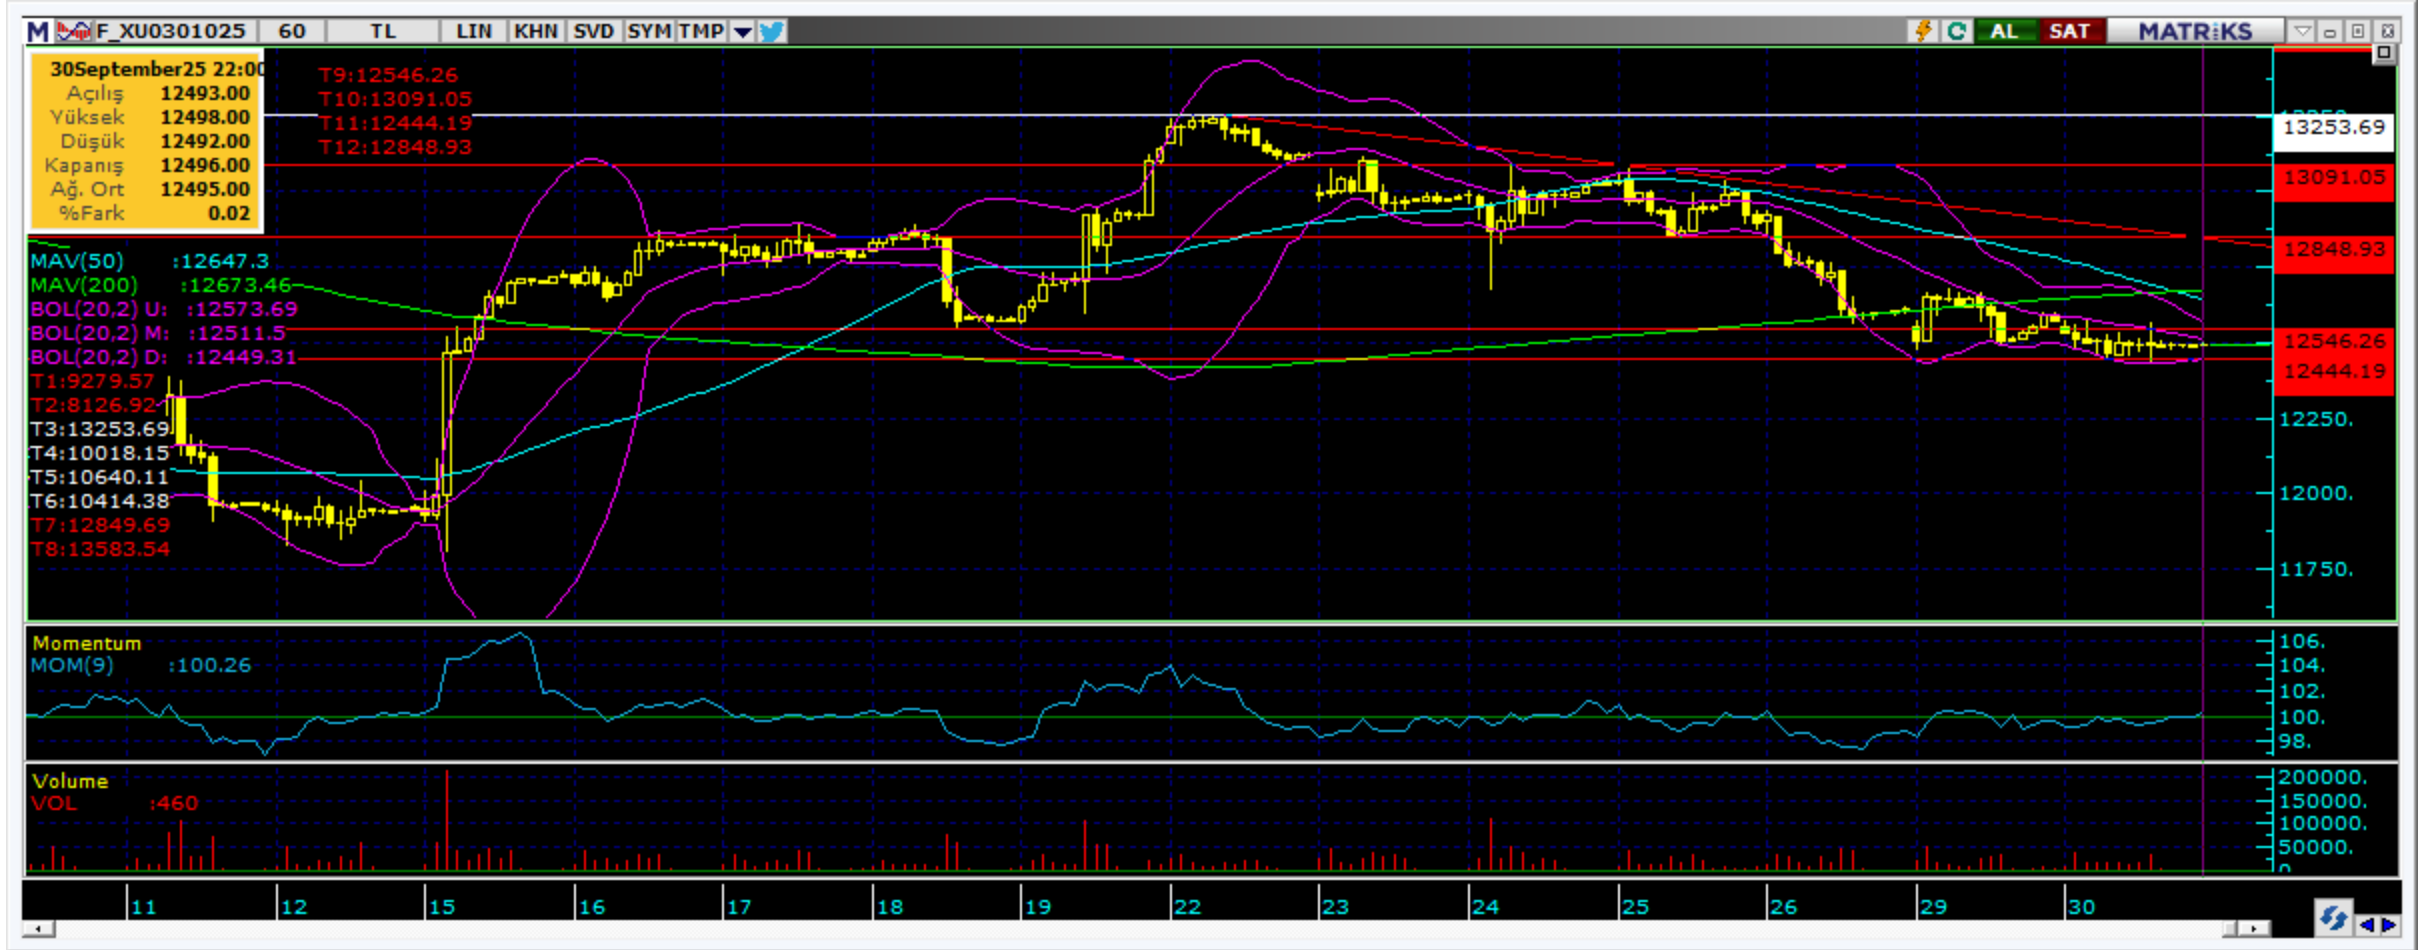 M F_XU0301025 60 TL LIN KHN SVD SYM TMP AL SAT MATRiKS
30September25 22:00
Açılış 12493.00
Yüksek 12498.00
Düşük 12492.00
Kapanış 12496.00
Ağ. Ort 12495.00
%Fark 0.02
T9:12546.26
T10:13091.05
T11:12444.19
T12:12848.93
MAV(50) :12647.3
MAV(200) :12673.46
BOL(20,2) U: :12573.69
BOL(20,2) M: :12511.5
BOL(20,2) D: :12449.31
T1:9279.57
T2:8126.92
T3:13253.69
T4:10018.15
T5:10640.11
T6:10414.38
T7:12849.69
T8:13583.54
13253.69
13091.05
12848.93
12546.26
12444.19
12250.
12000.
11750.
Momentum
MOM(9) :100.26
106.
104.
102.
100.
98.
Volume
VOL :460
200000.
150000.
100000.
50000.
0
11 12 15 16 17 18 19 22 23 24 25 26 29 30